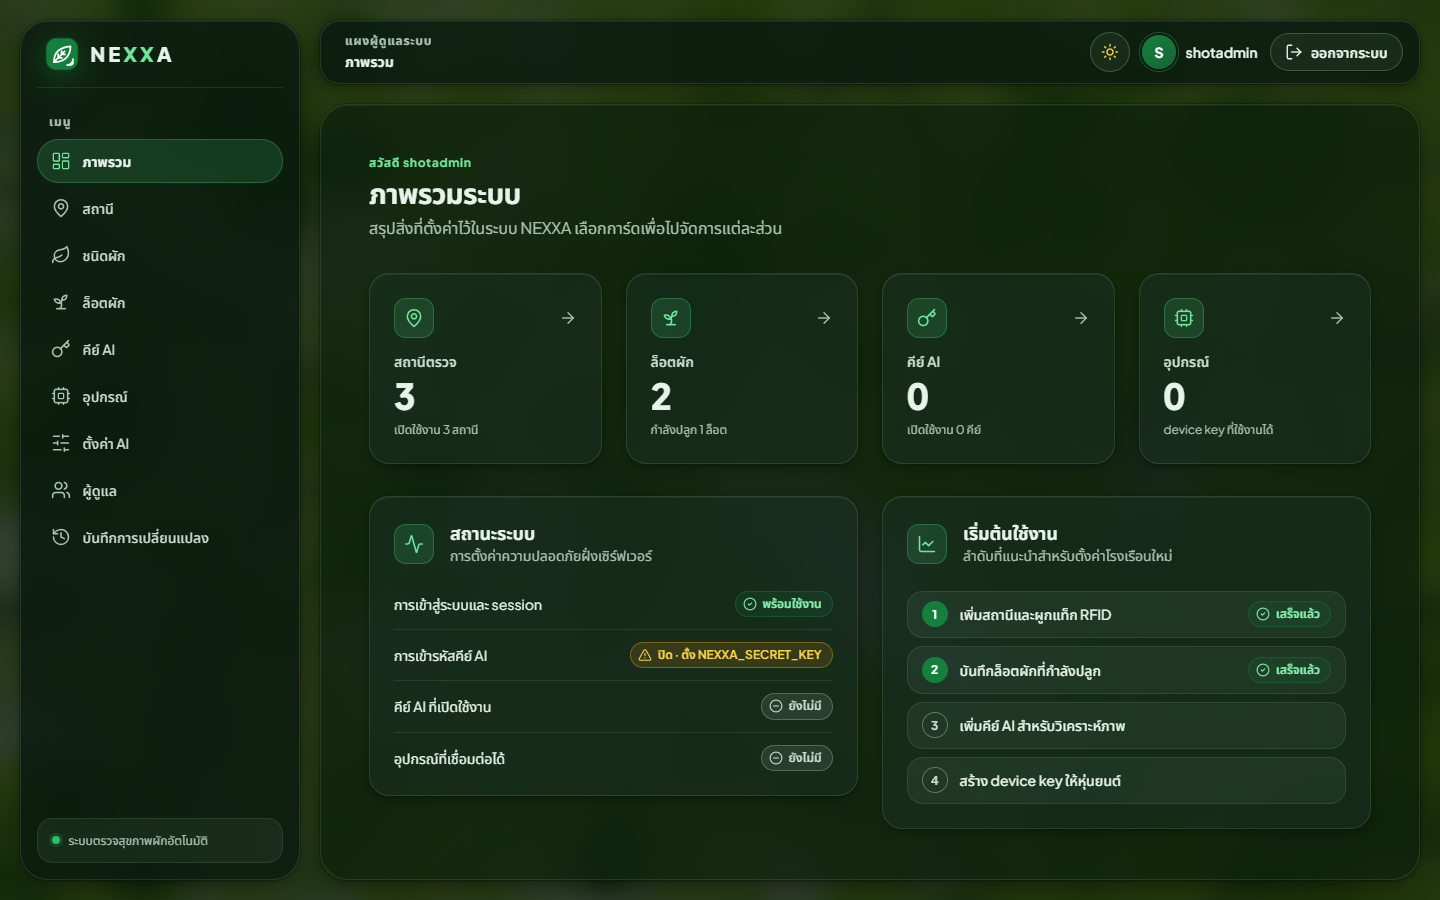 NEXXA
เมนู
ภาพรวม
สถานี
ชนิดผัก
ล็อตผัก
คีย์ AI
อุปกรณ์
ตั้งค่า AI
ผู้ดูแล
บันทึกการเปลี่ยนแปลง
ระบบตรวจสุขภาพผักอัตโนมัติ
แผงผู้ดูแลระบบ
ภาพรวม
S shotadmin ออกจากระบบ
สวัสดี shotadmin
ภาพรวมระบบ
สรุปสิ่งที่ตั้งค่าไว้ในระบบ NEXXA เลือกการ์ดเพื่อไปจัดการแต่ละส่วน
สถานีตรวจ
3
เปิดใช้งาน 3 สถานี
ล็อตผัก
2
กำลังปลูก 1 ล็อต
คีย์ AI
0
เปิดใช้งาน 0 คีย์
อุปกรณ์
0
device key ที่ใช้งานได้
สถานะระบบ
การตั้งค่าความปลอดภัยฝั่งเซิร์ฟเวอร์
การเข้าสู่ระบบและ session พร้อมใช้งาน
การเข้ารหัสคีย์ AI ปิด · ตั้ง NEXXA_SECRET_KEY
คีย์ AI ที่เปิดใช้งาน ยังไม่มี
อุปกรณ์ที่เชื่อมต่อได้ ยังไม่มี
เริ่มต้นใช้งาน
ลำดับที่แนะนำสำหรับตั้งค่าโรงเรือนใหม่
1 เพิ่มสถานีและผูกแท็ก RFID เสร็จแล้ว
2 บันทึกล็อตผักที่กำลังปลูก เสร็จแล้ว
3 เพิ่มคีย์ AI สำหรับวิเคราะห์ภาพ
4 สร้าง device key ให้หุ่นยนต์